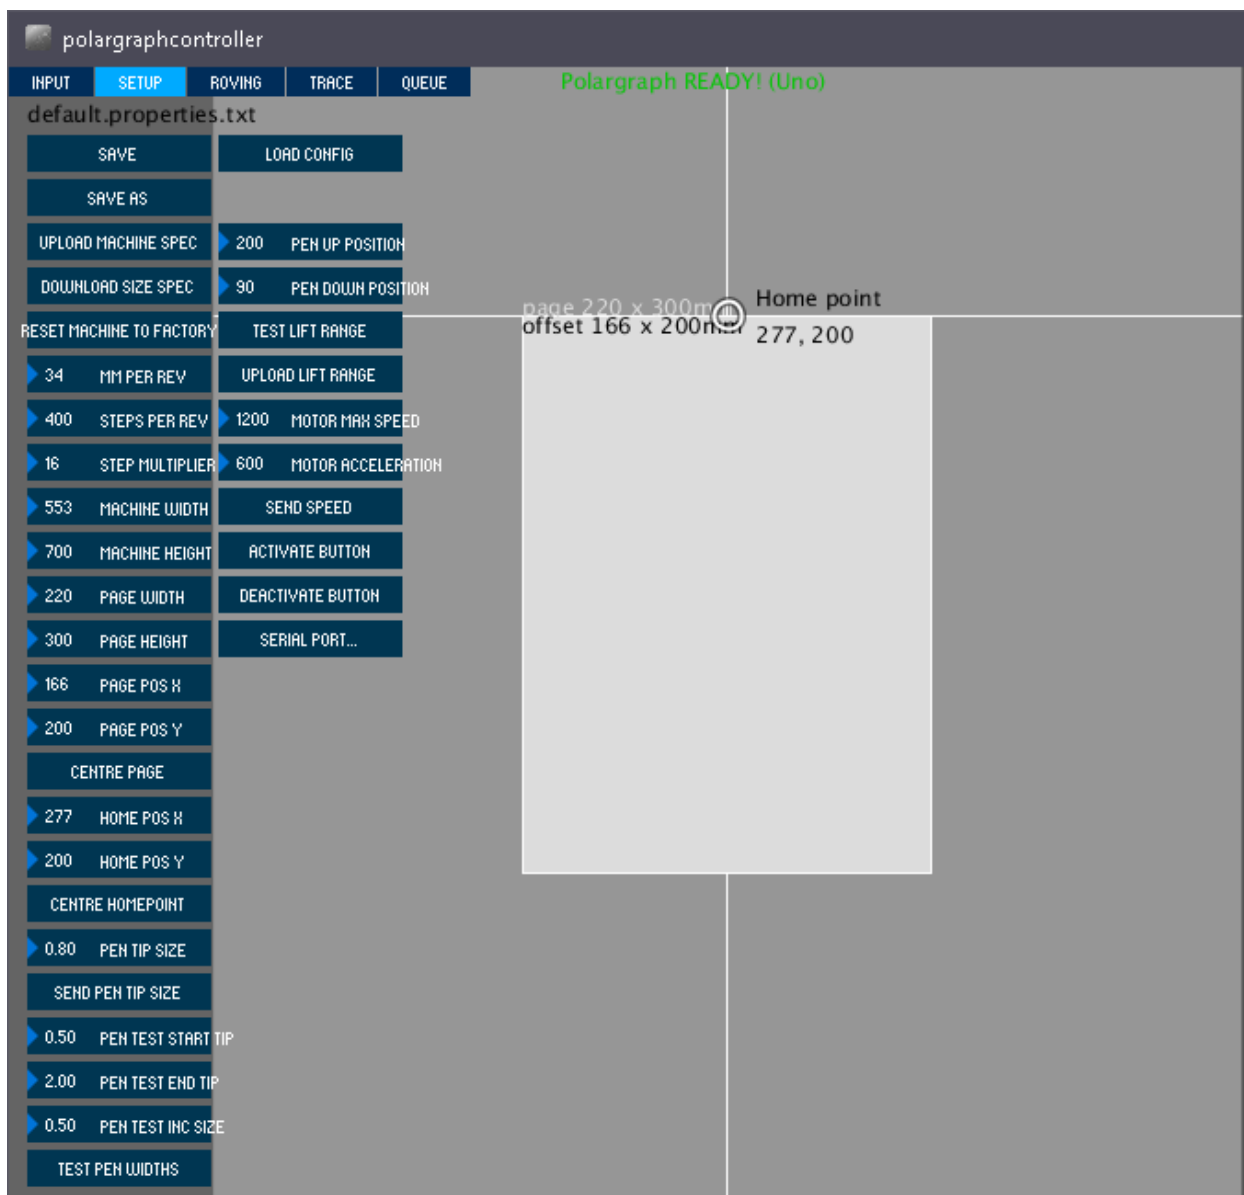 polargraphcontroller
INPUT SETUP ROVING TRACE QUEUE
Polargraph READY! (Uno)
default.properties.txt
SAVE LOAD CONFIG
SAVE AS
UPLOAD MACHINE SPEC 200 PEN UP POSITION
DOWNLOAD SIZE SPEC 90 PEN DOWN POSITION
page 220 x 300mm
Home point
offset 166 x 200mm
277, 200
RESET MACHINE TO FACTORY TEST LIFT RANGE
34 MM PER REV UPLOAD LIFT RANGE
400 STEPS PER REV 1200 MOTOR MAX SPEED
16 STEP MULTIPLIER 600 MOTOR ACCELERATION
553 MACHINE WIDTH SEND SPEED
700 MACHINE HEIGHT ACTIVATE BUTTON
220 PAGE WIDTH DEACTIVATE BUTTON
300 PAGE HEIGHT SERIAL PORT...
166 PAGE POS X
200 PAGE POS Y
CENTRE PAGE
277 HOME POS X
200 HOME POS Y
CENTRE HOMEPOINT
0.80 PEN TIP SIZE
SEND PEN TIP SIZE
0.50 PEN TEST START TIP
2.00 PEN TEST END TIP
0.50 PEN TEST INC SIZE
TEST PEN WIDTHS